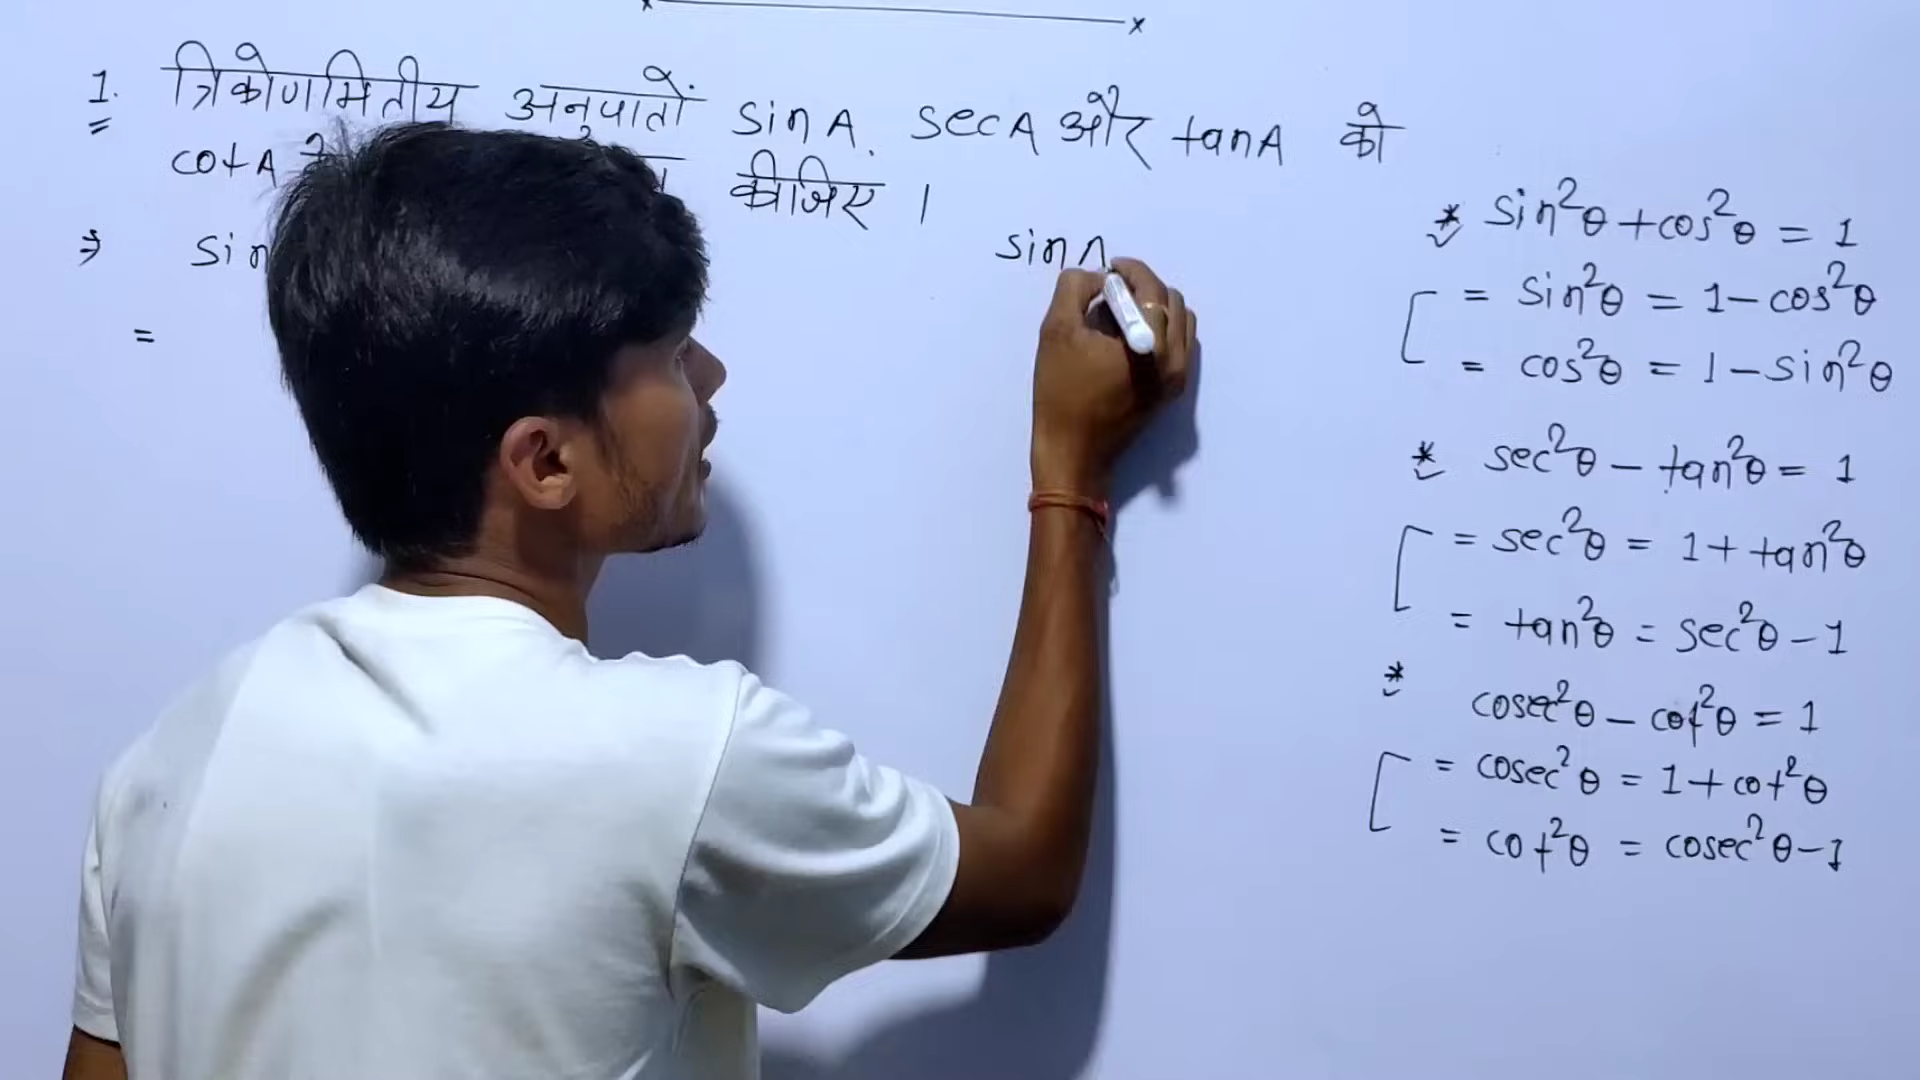 1. त्रिकोणमितीय अनुपातों sin A. sec A और tan A को
cot A कीजिए ।
⇒ sin
sin A
=
* sin²θ + cos²θ = 1
= sin²θ = 1 - cos²θ
= cos²θ = 1 - sin²θ
* sec²θ - tan²θ = 1
= sec²θ = 1 + tan²θ
= tan²θ = sec²θ - 1
* cosec²θ - cot²θ = 1
= cosec²θ = 1 + cot²θ
= cot²θ = cosec²θ - 1